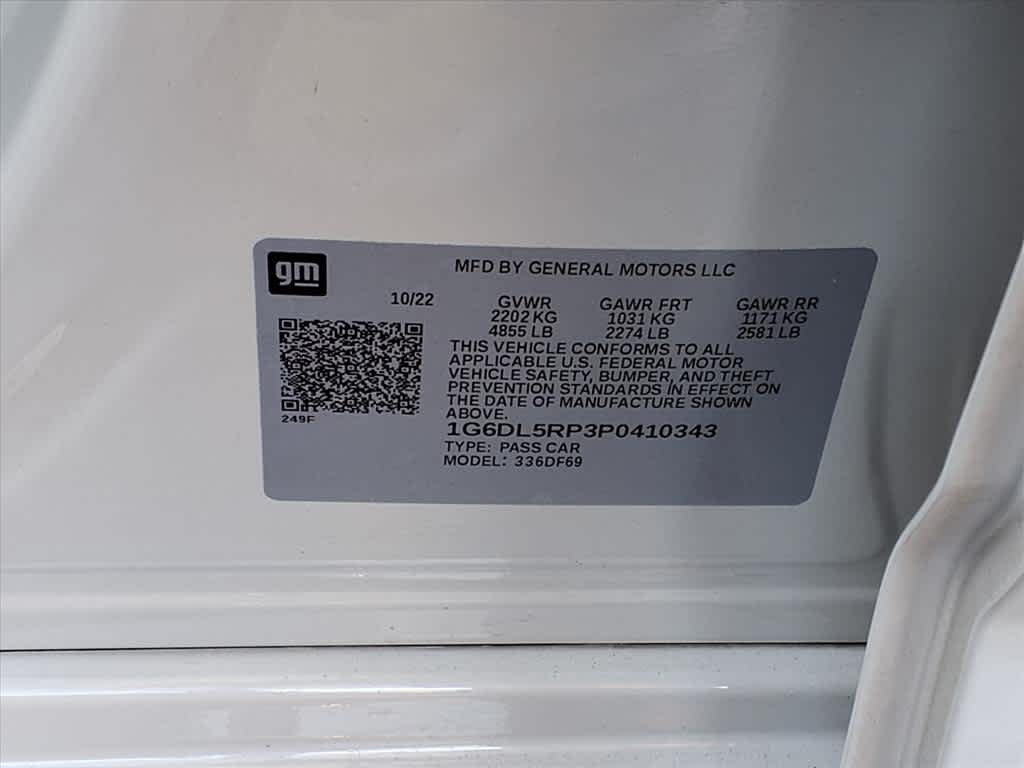 gm
MFD BY GENERAL MOTORS LLC
10/22 GVWR GAWR FRT GAWR RR
2202 KG 1031 KG 1171 KG
4855 LB 2274 LB 2581 LB
THIS VEHICLE CONFORMS TO ALL
APPLICABLE U.S. FEDERAL MOTOR
VEHICLE SAFETY, BUMPER, AND THEFT
PREVENTION STANDARDS IN EFFECT ON
THE DATE OF MANUFACTURE SHOWN
ABOVE.
249F
1G6DL5RP3P0410343
TYPE: PASS CAR
MODEL: 336DF69